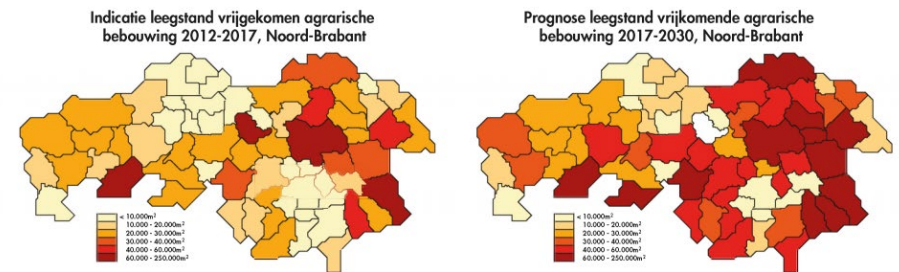 Indicatie leegstand vrijgekomen agrarische
bebouwing 2012-2017, Noord-Brabant
< 10.000m²
10.000 - 20.000m²
20.000 - 30.000m²
30.000 - 40.000m²
40.000 - 60.000m²
60.000 - 250.000m²
Prognose leegstand vrijkomende agrarische
bebouwing 2017-2030, Noord-Brabant
< 10.000m²
10.000 - 20.000m²
20.000 - 30.000m²
30.000 - 40.000m²
40.000 - 60.000m²
60.000 - 250.000m²